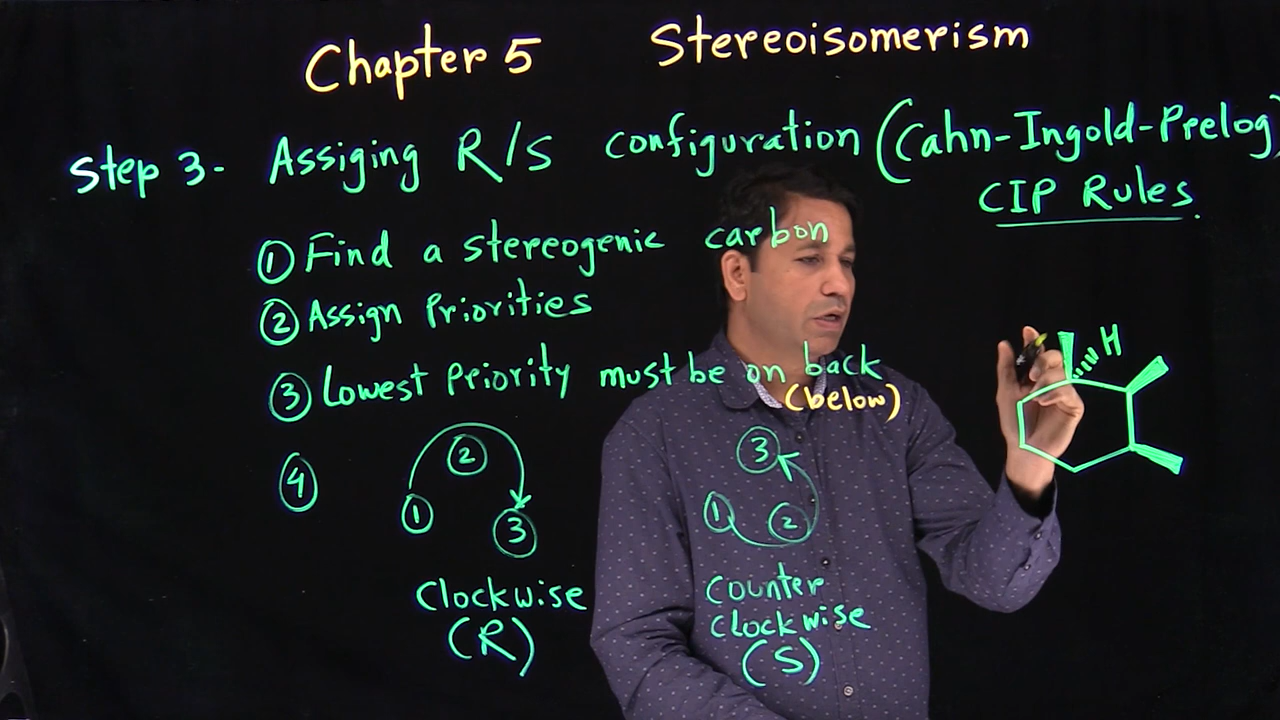 Chapter 5 Stereoisomerism
Step 3- Assiging R/S configuration (Cahn-Ingold-Prelog)
CIP Rules.
① Find a stereogenic carbon
② Assign Priorities
③ Lowest Priority must be on back
(below)
④
① ② ③
① ② ③
Clockwise
(R)
Counter
clockwise
(S)
H